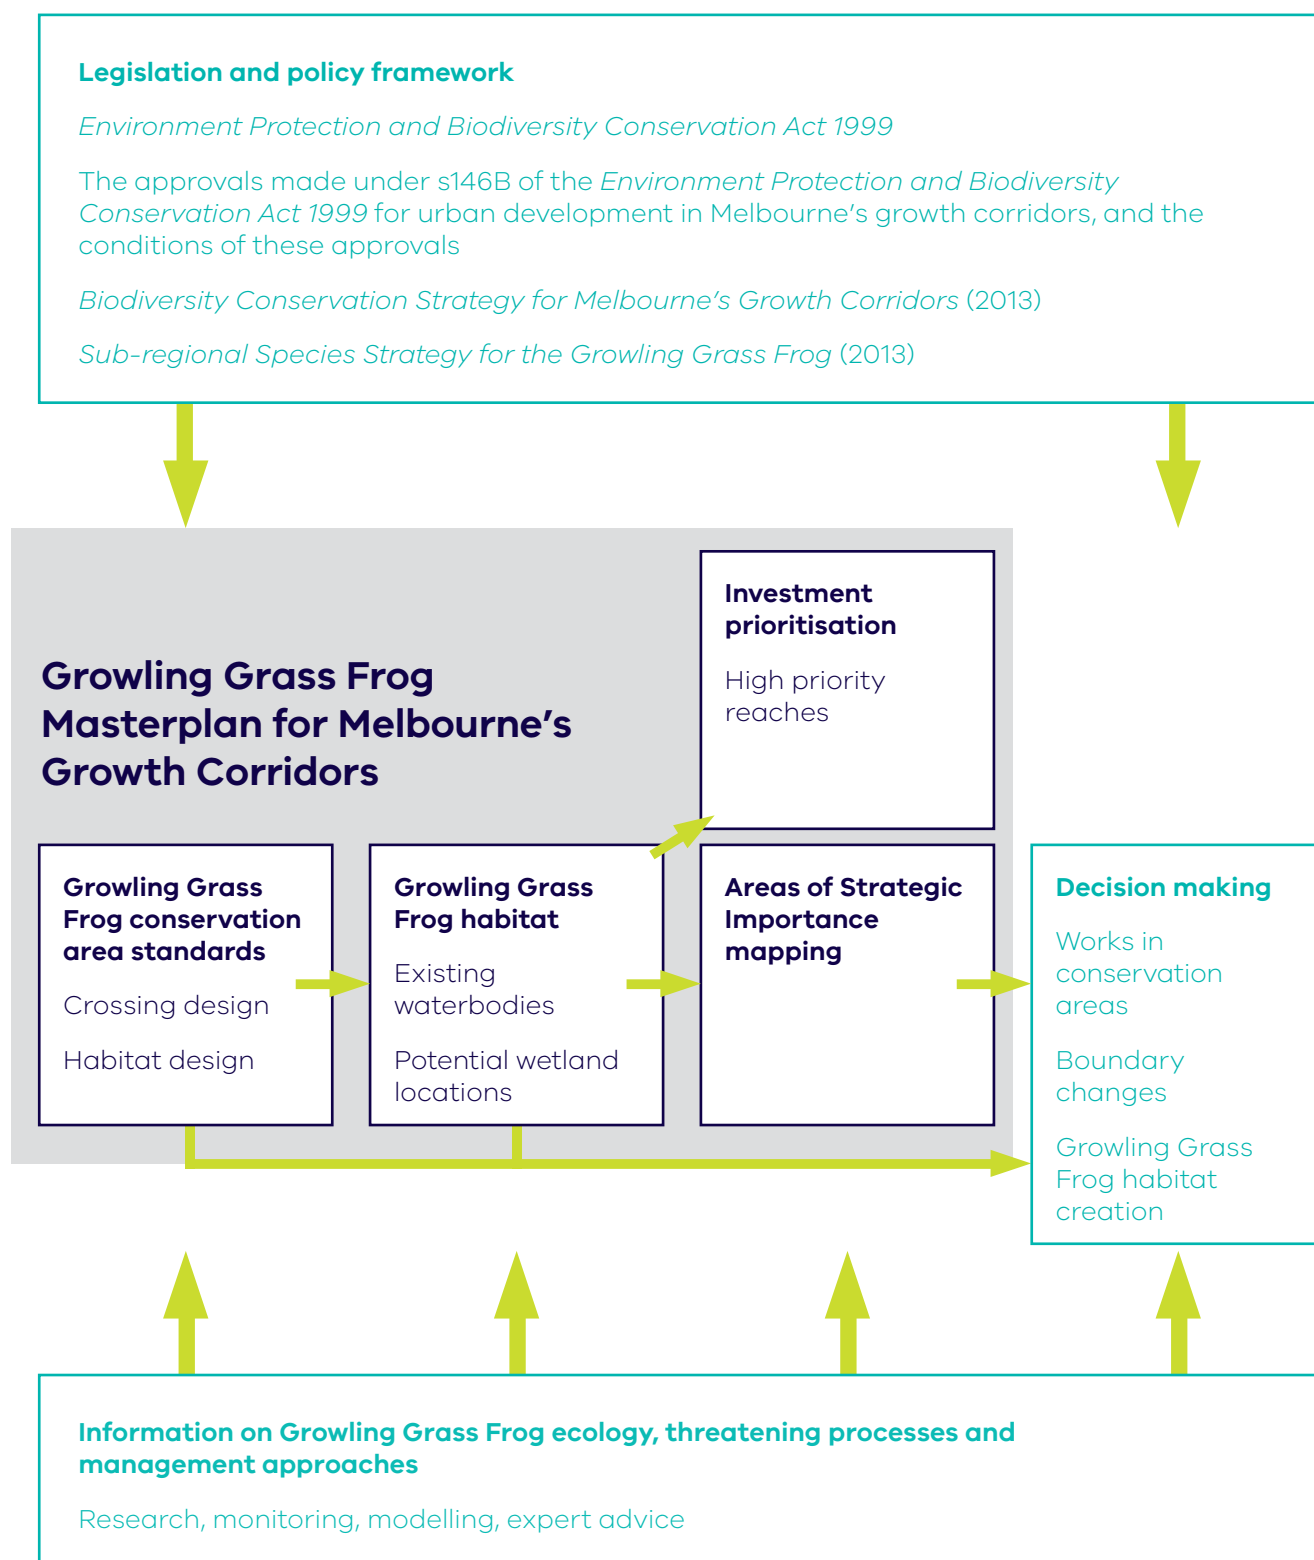 Legislation and policy framework
Environment Protection and Biodiversity Conservation Act 1999
The approvals made under s146B of the Environment Protection and Biodiversity
Conservation Act 1999 for urban development in Melbourne’s growth corridors, and the
conditions of these approvals
Biodiversity Conservation Strategy for Melbourne’s Growth Corridors (2013)
Sub-regional Species Strategy for the Growling Grass Frog (2013)
Growling Grass Frog
Masterplan for Melbourne’s
Growth Corridors
Investment
prioritisation
High priority
reaches
Growling Grass
Frog conservation
area standards
Crossing design
Habitat design
Growling Grass
Frog habitat
Existing
waterbodies
Potential wetland
locations
Areas of Strategic
Importance
mapping
Decision making
Works in
conservation
areas
Boundary
changes
Growling Grass
Frog habitat
creation
Information on Growling Grass Frog ecology, threatening processes and
management approaches
Research, monitoring, modelling, expert advice